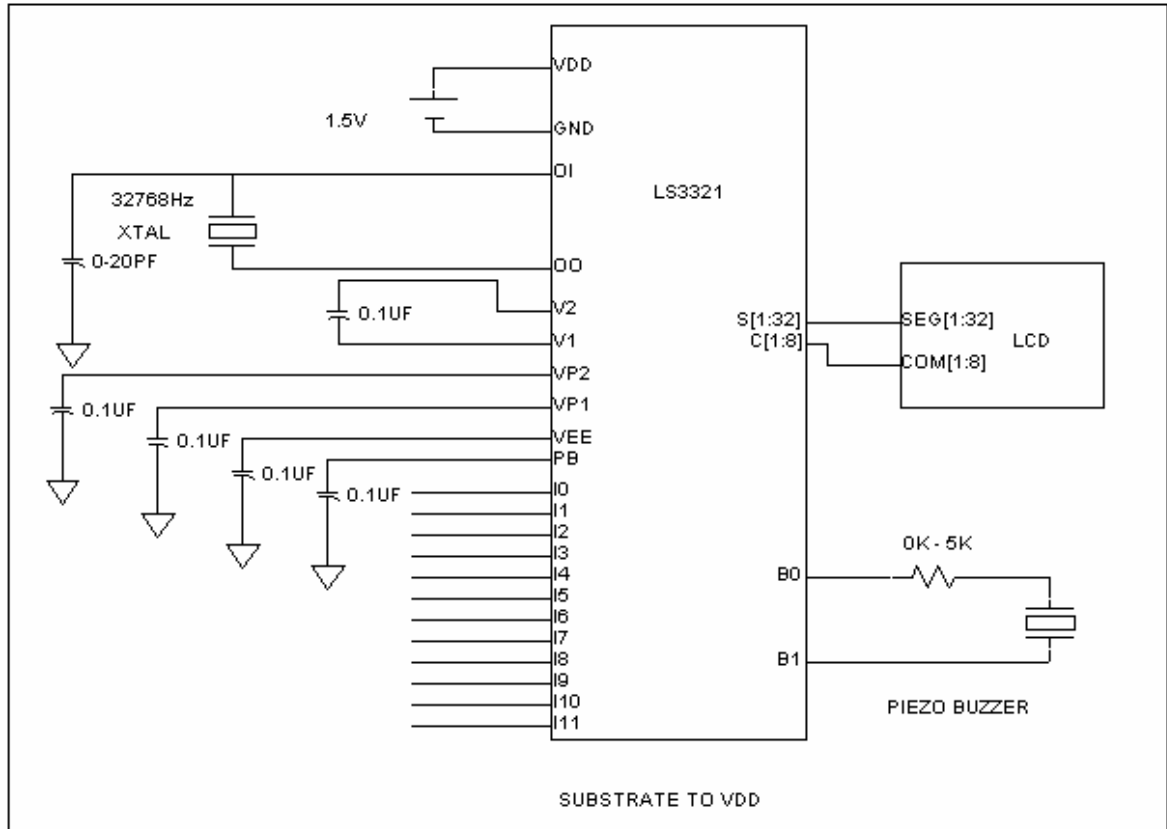 VDD
1.5V
GND
OI
LS3321
32768Hz
XTAL
0-20PF
OO
V2
0.1UF
V1
S[1:32]
C[1:8]
SEG[1:32]
COM[1:8]
LCD
VP2
0.1UF
VP1
0.1UF
VEE
0.1UF
PB
0.1UF
I0
I1
I2
I3
I4
I5
I6
I7
I8
I9
I10
I11
0K - 5K
B0
B1
PIEZO BUZZER
SUBSTRATE TO VDD